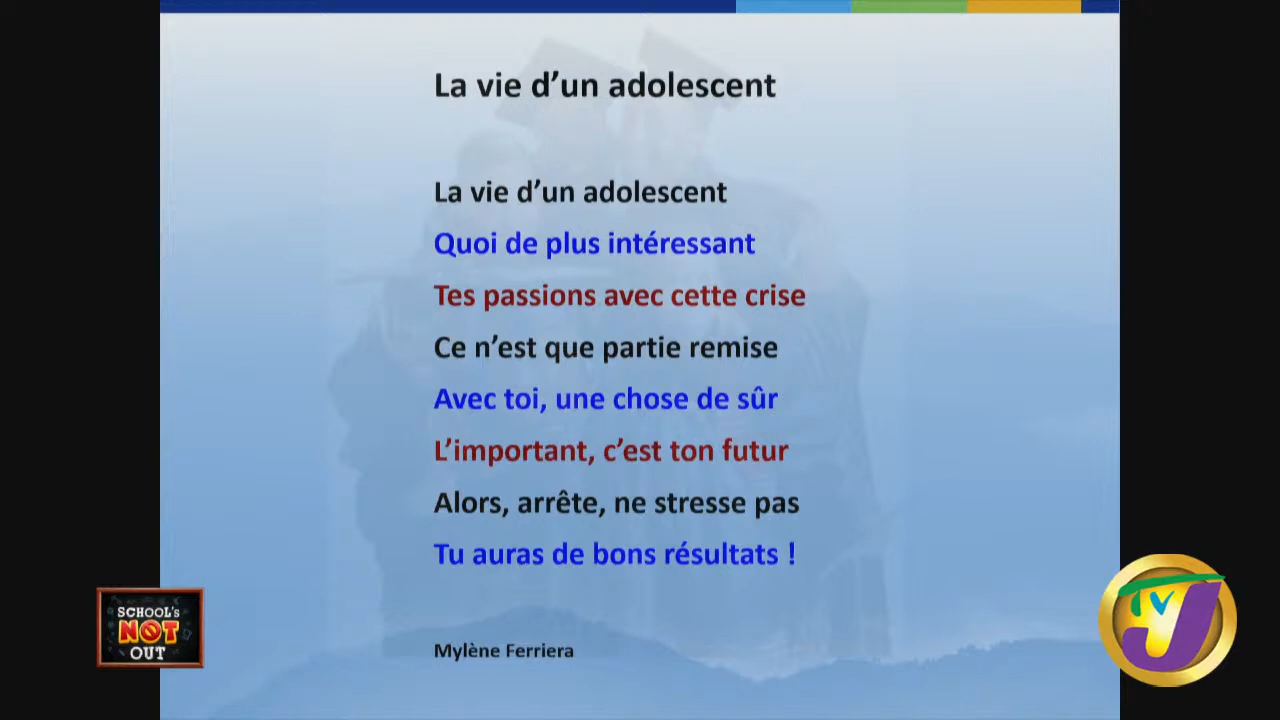 La vie d’un adolescent
La vie d’un adolescent
Quoi de plus intéressant
Tes passions avec cette crise
Ce n’est que partie remise
Avec toi, une chose de sûr
L’important, c’est ton futur
Alors, arrête, ne stresse pas
Tu auras de bons résultats !
Mylène Ferriera
SCHOOL's
NOT
OUT
TVJ